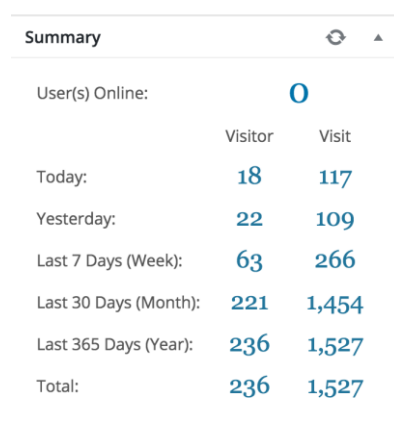 Summary
User(s) Online: 0
Visitor Visit
Today: 18 117
Yesterday: 22 109
Last 7 Days (Week): 63 266
Last 30 Days (Month): 221 1,454
Last 365 Days (Year): 236 1,527
Total: 236 1,527